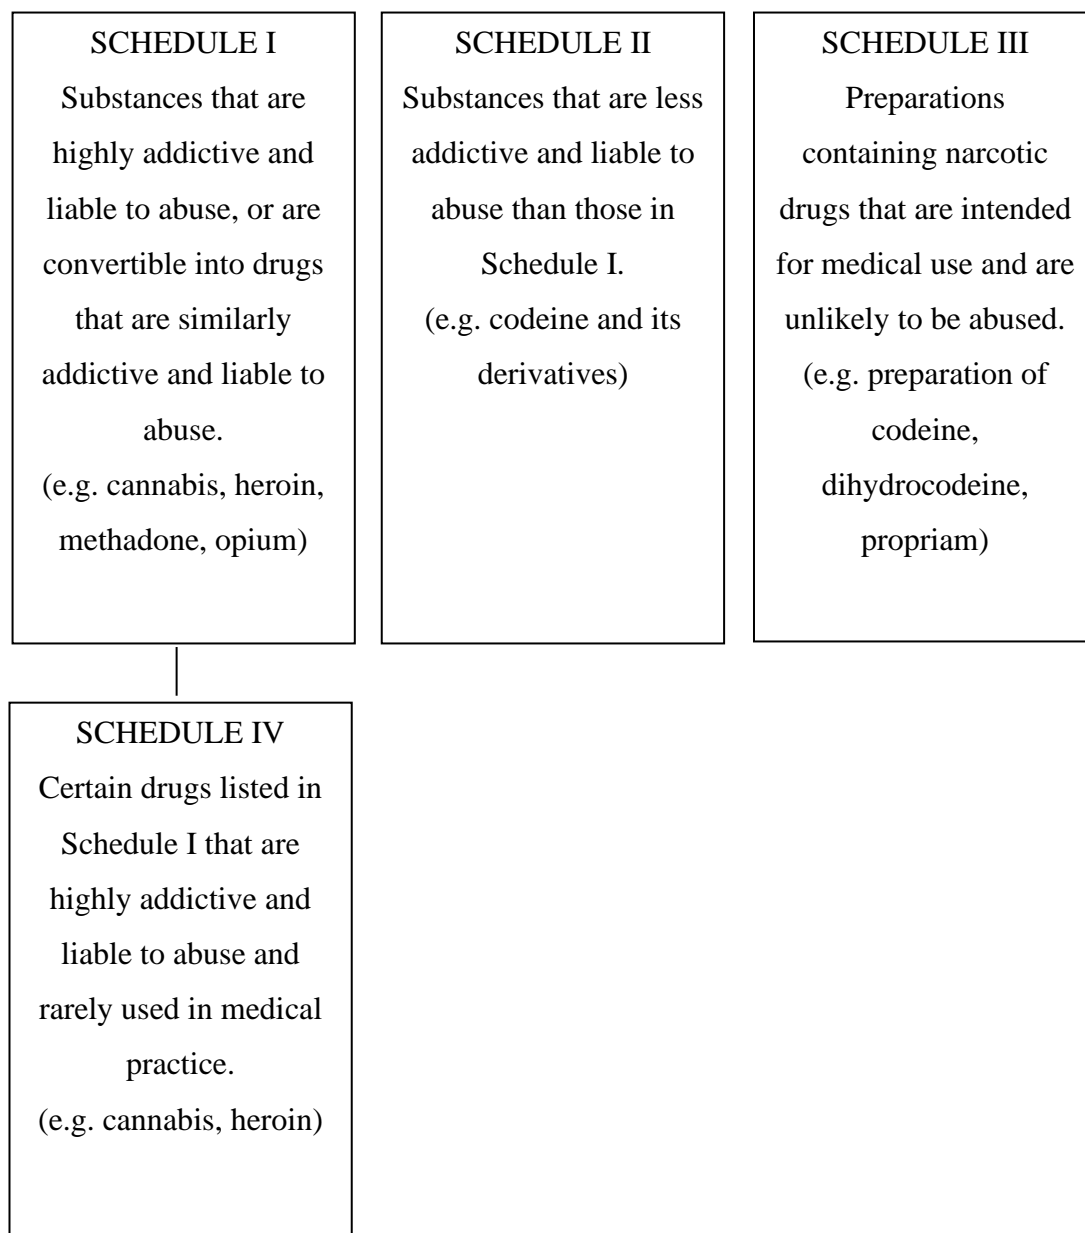 SCHEDULE I
Substances that are
highly addictive and
liable to abuse, or are
convertible into drugs
that are similarly
addictive and liable to
abuse.
(e.g. cannabis, heroin,
methadone, opium)
SCHEDULE II
Substances that are less
addictive and liable to
abuse than those in
Schedule I.
(e.g. codeine and its
derivatives)
SCHEDULE III
Preparations
containing narcotic
drugs that are intended
for medical use and are
unlikely to be abused.
(e.g. preparation of
codeine,
dihydrocodeine,
propriam)
SCHEDULE IV
Certain drugs listed in
Schedule I that are
highly addictive and
liable to abuse and
rarely used in medical
practice.
(e.g. cannabis, heroin)